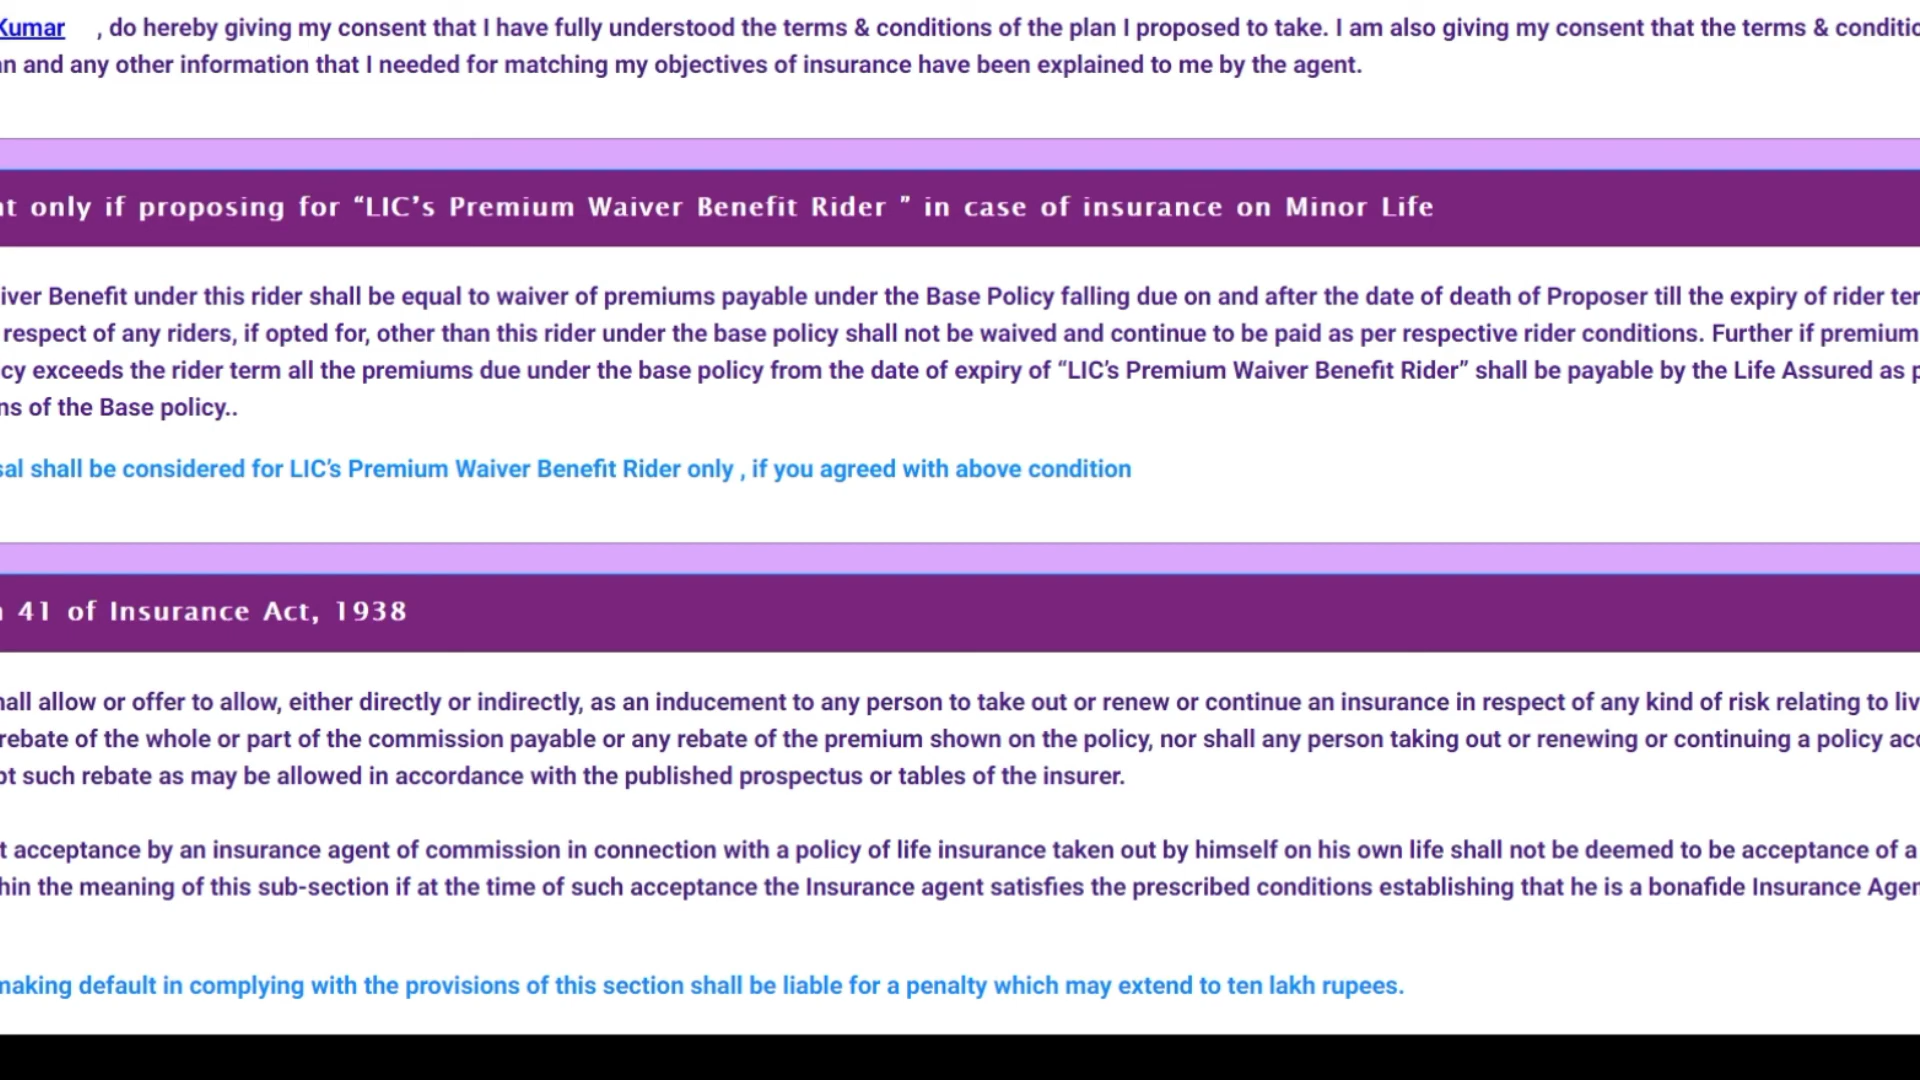 Kumar , do hereby giving my consent that I have fully understood the terms & conditions of the plan I proposed to take. I am also giving my consent that the terms & conditio
n and any other information that I needed for matching my objectives of insurance have been explained to me by the agent.
t only if proposing for “LIC’s Premium Waiver Benefit Rider ” in case of insurance on Minor Life
iver Benefit under this rider shall be equal to waiver of premiums payable under the Base Policy falling due on and after the date of death of Proposer till the expiry of rider ter
respect of any riders, if opted for, other than this rider under the base policy shall not be waived and continue to be paid as per respective rider conditions. Further if premium
cy exceeds the rider term all the premiums due under the base policy from the date of expiry of “LIC’s Premium Waiver Benefit Rider” shall be payable by the Life Assured as p
ns of the Base policy..
sal shall be considered for LIC’s Premium Waiver Benefit Rider only , if you agreed with above condition
41 of Insurance Act, 1938
hall allow or offer to allow, either directly or indirectly, as an inducement to any person to take out or renew or continue an insurance in respect of any kind of risk relating to liv
rebate of the whole or part of the commission payable or any rebate of the premium shown on the policy, nor shall any person taking out or renewing or continuing a policy acc
pt such rebate as may be allowed in accordance with the published prospectus or tables of the insurer.
t acceptance by an insurance agent of commission in connection with a policy of life insurance taken out by himself on his own life shall not be deemed to be acceptance of a
hin the meaning of this sub-section if at the time of such acceptance the Insurance agent satisfies the prescribed conditions establishing that he is a bonafide Insurance Agen
making default in complying with the provisions of this section shall be liable for a penalty which may extend to ten lakh rupees.